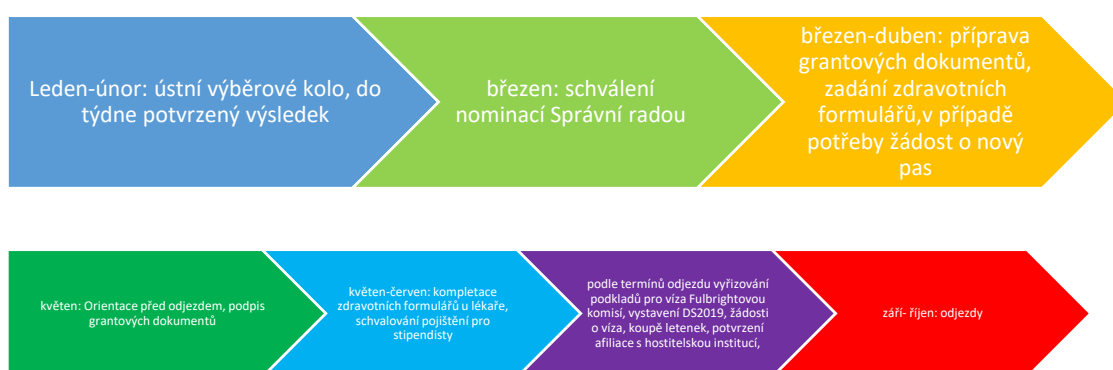 Leden-únor: ústní výběrové kolo, do
týdne potvrzený výsledek
březen: schválení
nominací Správní radou
březen-duben: příprava
grantových dokumentů,
zadání zdravotních
formulářů,v případě
potřeby žádost o nový
pas
květen: Orientace před odjezdem, podpis
grantových dokumentů
květen-červen: kompletace
zdravotních formulářů u lékaře,
schvalování pojištění pro
stipendisty
podle termínů odjezdu vyřizování
podkladů pro víza Fulbrightovou
komisí, vystavení DS2019, žádosti
o víza, koupě letenek, potvrzení
afiliace s hostitelskou institucí,
září- říjen: odjezdy